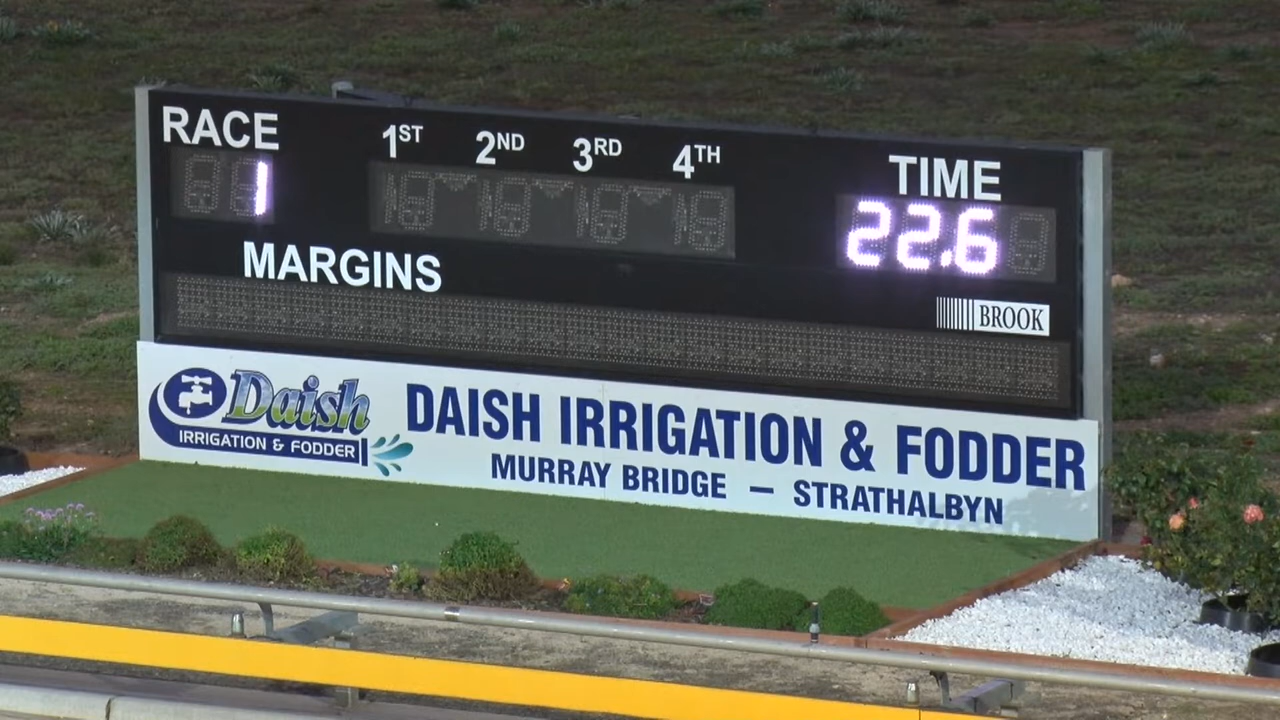 RACE 1ST 2ND 3RD 4TH TIME
1 22.6
MARGINS
BROOK
Daish
IRRIGATION & FODDER
DAISH IRRIGATION & FODDER
MURRAY BRIDGE — STRATHALBYN